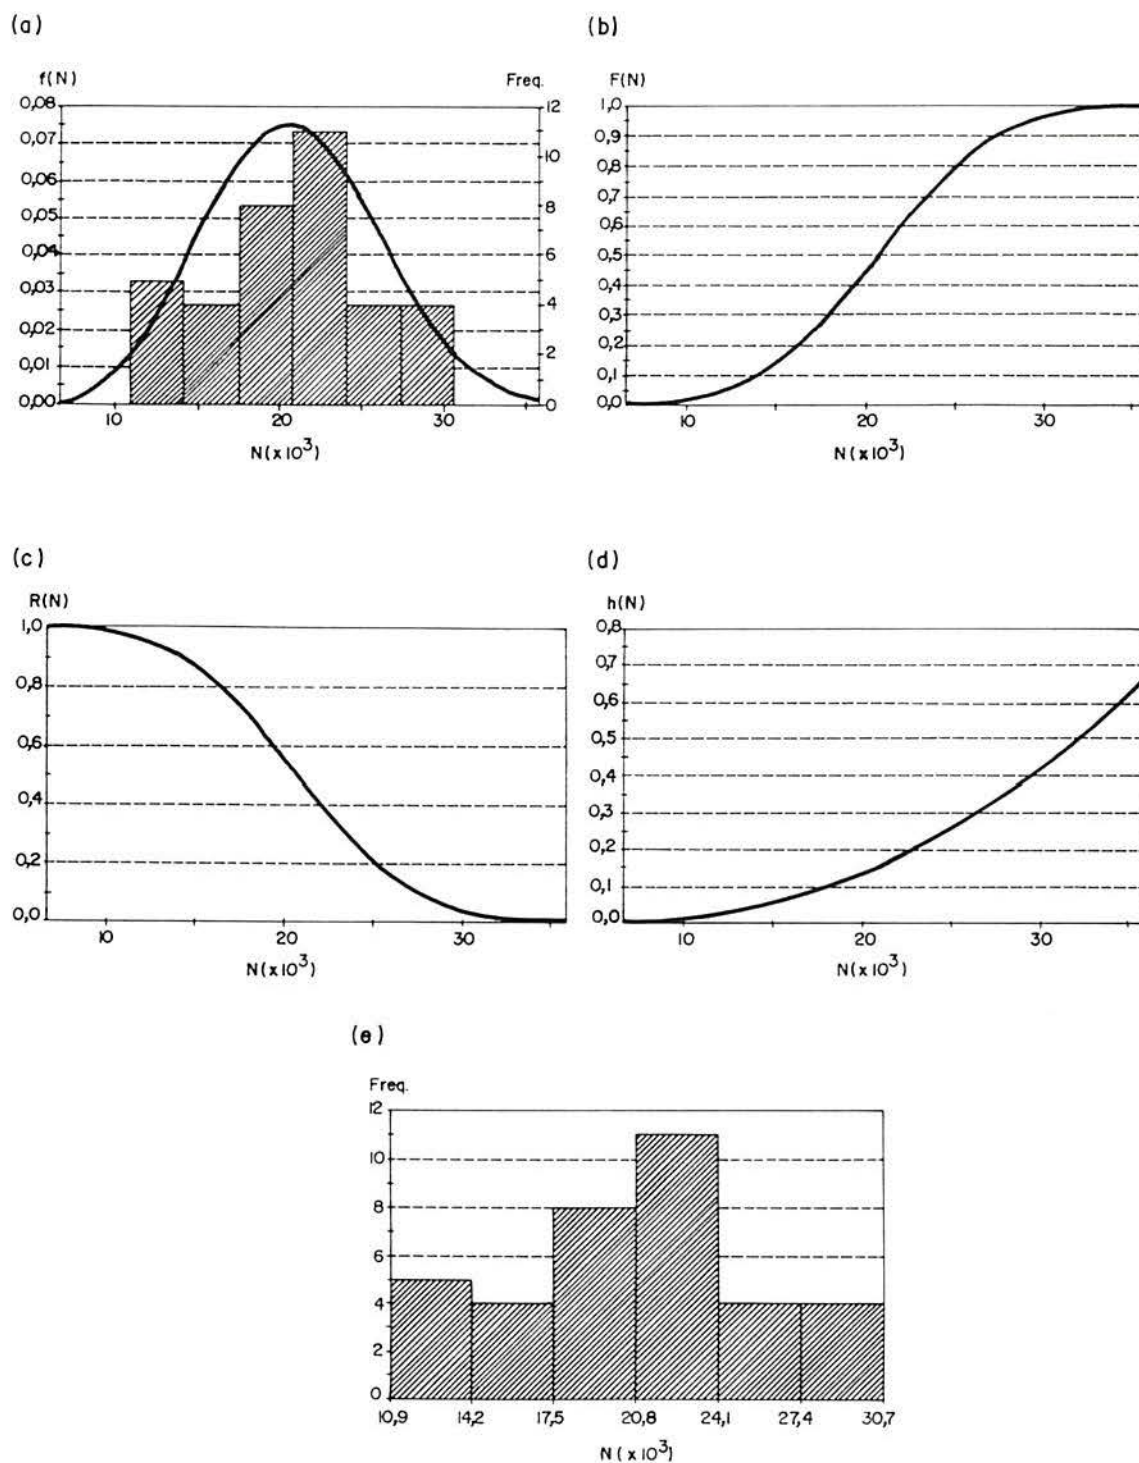 (a)
f(N)
Freq.
0,08
0,07
0,06
0,05
0,04
0,03
0,02
0,01
0,00
12
10
8
6
4
2
0
10 20 30
N(x10³)
(b)
F(N)
1,0
0,9
0,8
0,7
0,6
0,5
0,4
0,3
0,2
0,1
0,0
10 20 30
N(x10³)
(c)
R(N)
1,0
0,8
0,6
0,4
0,2
0,0
10 20 30
N(x10³)
(d)
h(N)
0,8
0,7
0,6
0,5
0,4
0,3
0,2
0,1
0,0
10 20 30
N(x10³)
(e)
Freq.
12
10
8
6
4
2
0
10,9 14,2 17,5 20,8 24,1 27,4 30,7
N(x10³)